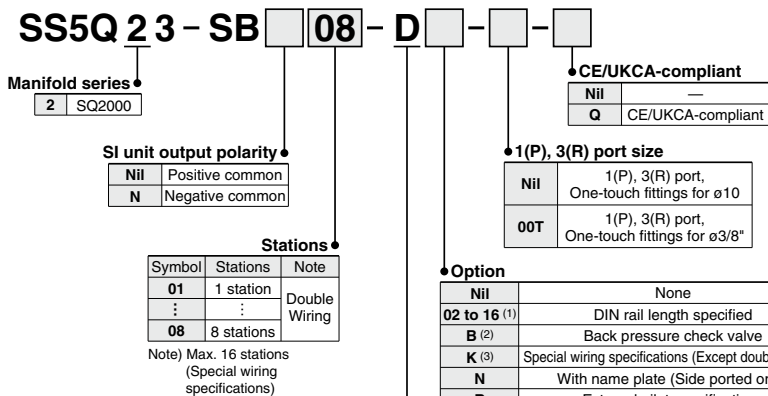 SS5Q 2 3 – SB 08 – D – –
Manifold series
2 SQ2000
CE/UKCA-compliant
Nil —
Q CE/UKCA-compliant
SI unit output polarity
Nil Positive common
N Negative common
1(P), 3(R) port size
Nil 1(P), 3(R) port,
One-touch fittings for ø10
00T 1(P), 3(R) port,
One-touch fittings for ø3/8"
Stations
Symbol Stations Note
01 1 station Double
⋮ ⋮ Wiring
08 8 stations
Note) Max. 16 stations
(Special wiring
specifications)
Option
Nil None
02 to 16 (1) DIN rail length specified
B (2) Back pressure check valve
K (3) Special wiring specifications (Except
N With name plate (Side ported